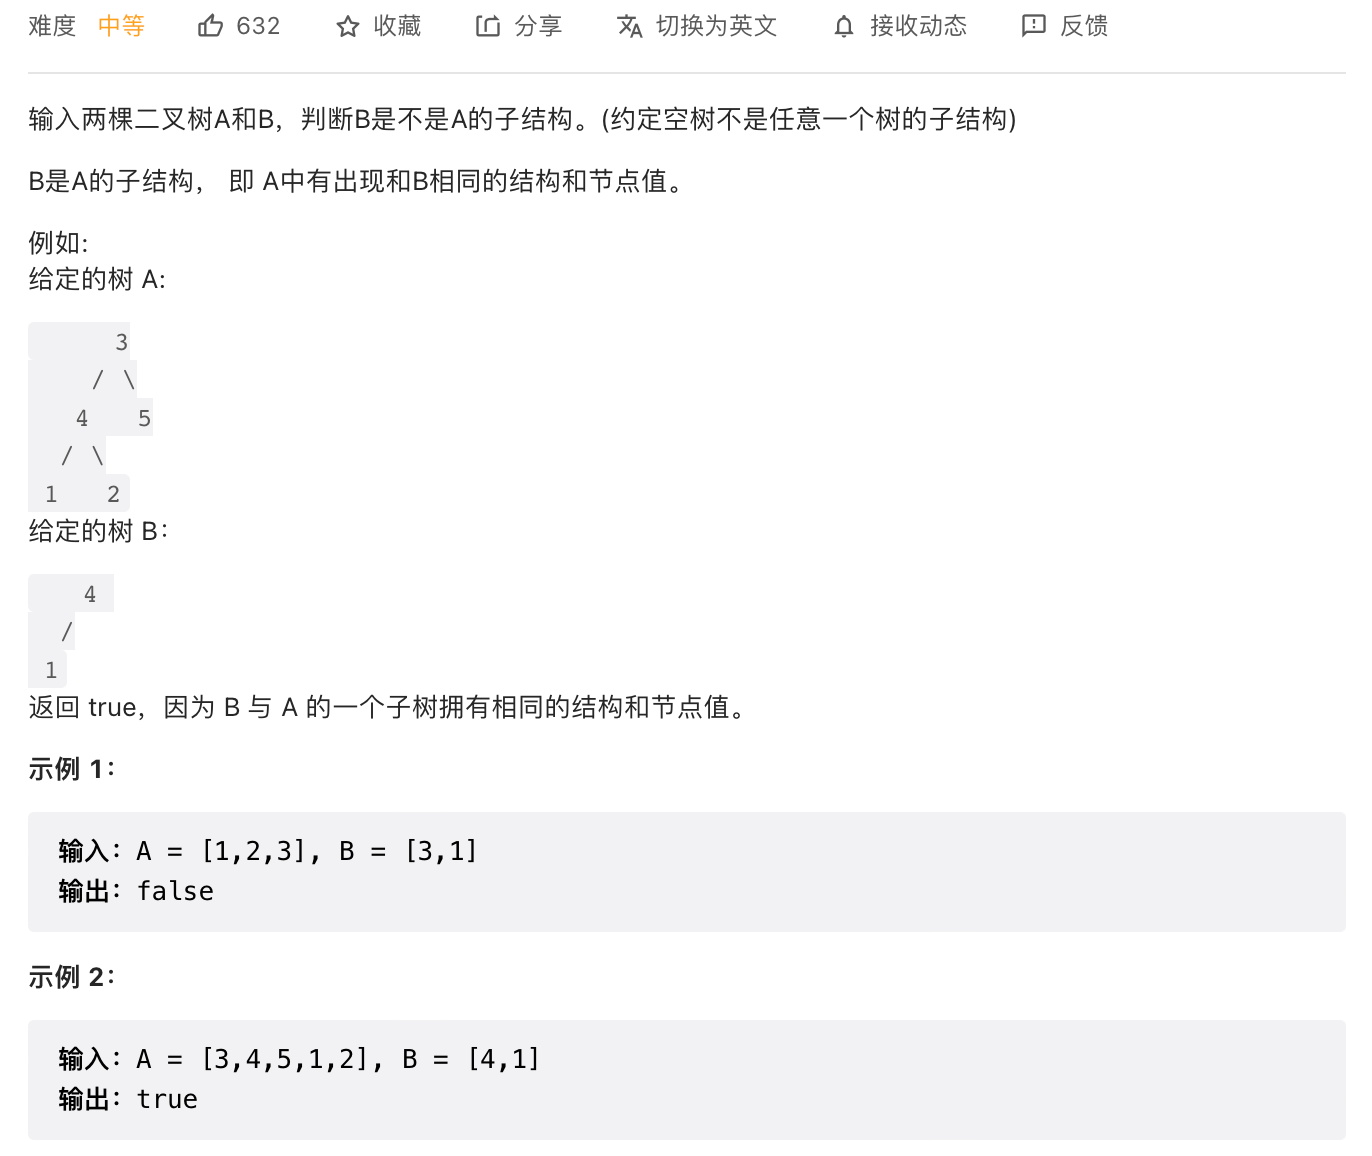 难度 中等 632 收藏 分享 切换为英文 接收动态 反馈
输入两棵二叉树A和B，判断B是不是A的子结构。(约定空树不是任意一个树的子结构)
B是A的子结构， 即 A中有出现和B相同的结构和节点值。
例如:
给定的树 A:
3
/ \
4 5
/ \
1 2
给定的树 B：
4
/
1
返回 true，因为 B 与 A 的一个子树拥有相同的结构和节点值。
示例 1：
输入：A = [1,2,3], B = [3,1]
输出：false
示例 2：
输入：A = [3,4,5,1,2], B = [4,1]
输出：true